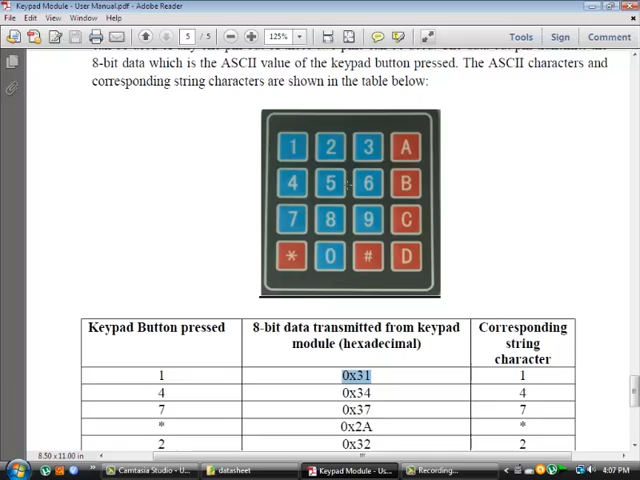 Keypad Module - User Manual.pdf - Adobe Reader
File Edit View Window Help
5 / 5 125% Tools Sign Comment
8-bit data which is the ASCII value of the keypad button pressed. The ASCII characters and
corresponding string characters are shown in the table below:
1 2 3 A
4 5 6 B
7 8 9 C
* 0 # D
Keypad Button pressed 8-bit data transmitted from keypad module (hexadecimal) Corresponding string character
1 0x31 1
4 0x34 4
7 0x37 7
* 0x2A *
2 0x32 2
8.50 x 11.00 in
Camtasia Studio - U... datasheet Keypad Module - Us... Recording... 4:07 PM